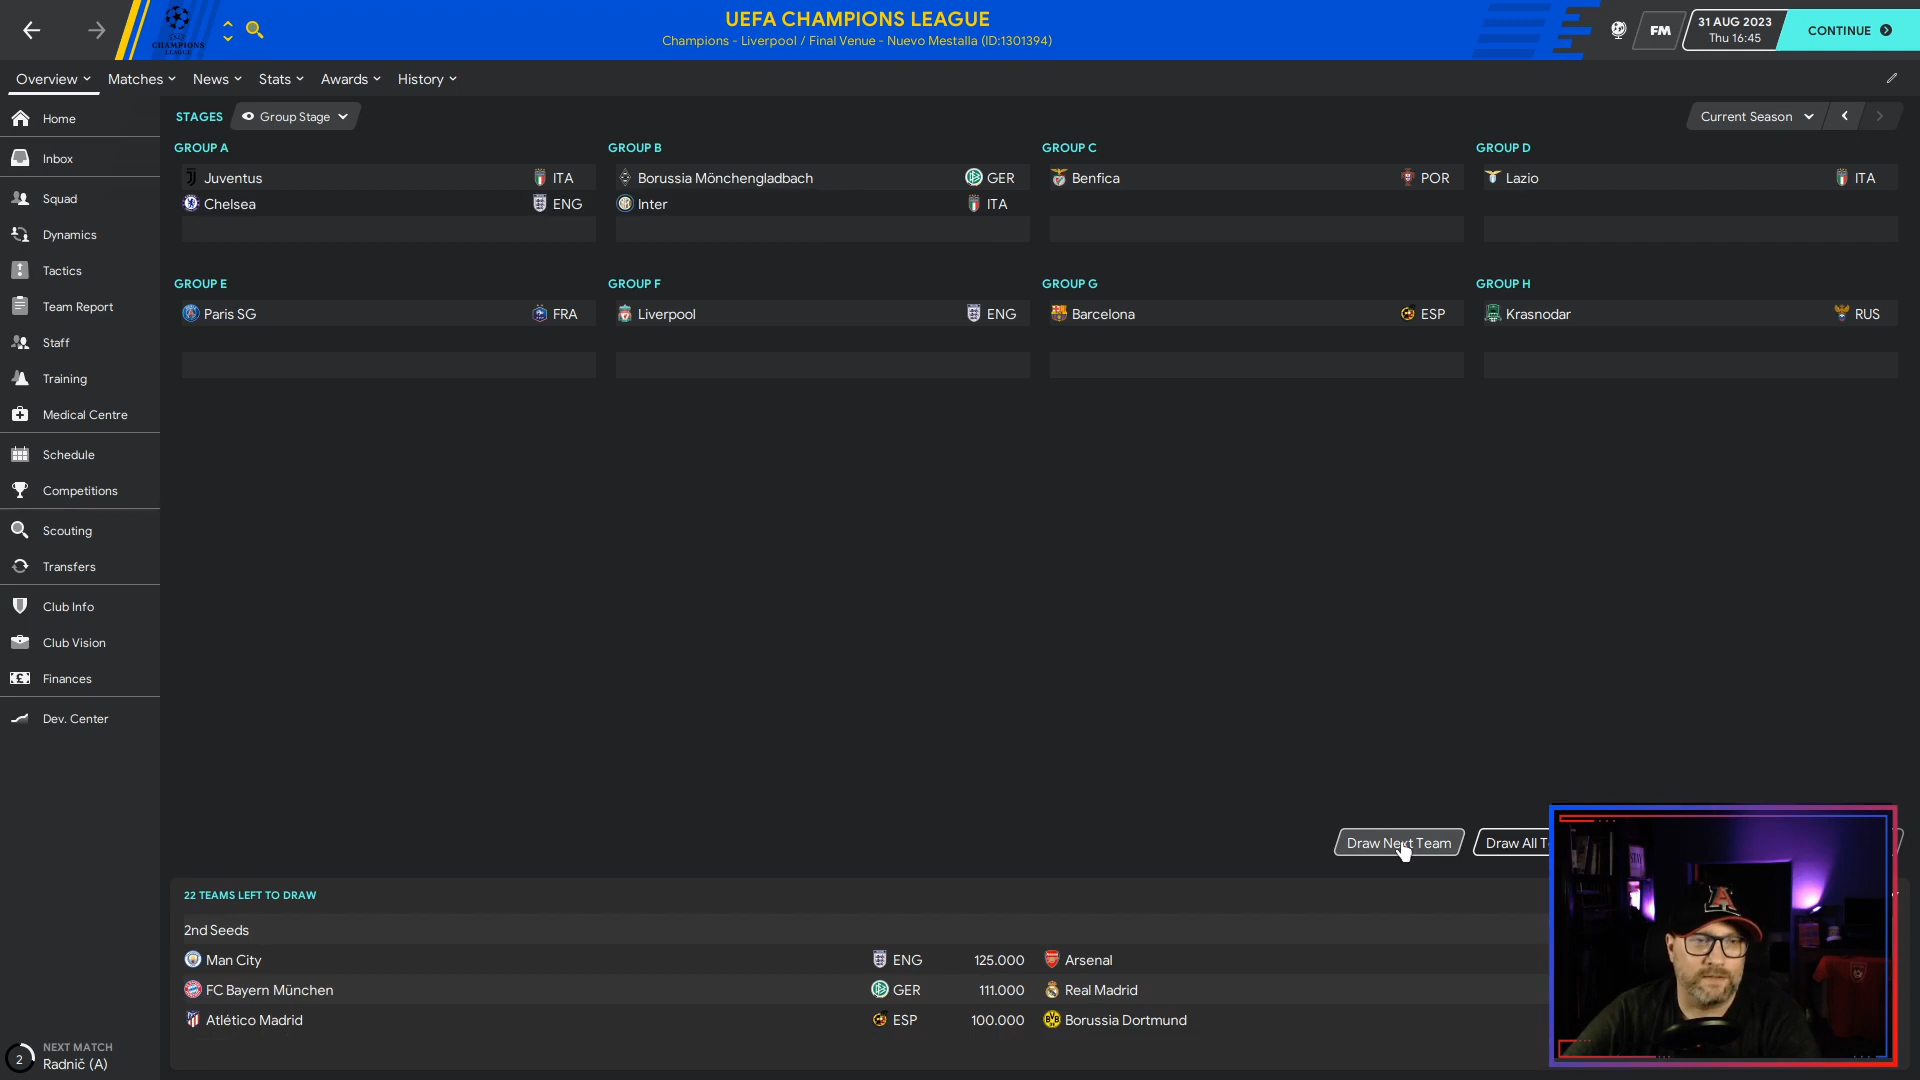 UEFA CHAMPIONS LEAGUE
Champions - Liverpool / Final Venue - Nuevo Mestalla (ID:1301394)
CHAMPIONS
LEAGUE
FM
31 AUG 2023
Thu 16:45
CONTINUE
Overview
Matches
News
Stats
Awards
History
Home
Inbox
Squad
Dynamics
Tactics
Team Report
Staff
Training
Medical Centre
Schedule
Competitions
Scouting
Transfers
Club Info
Club Vision
Finances
Dev. Center
2
NEXT MATCH
Radnič (A)
STAGES
Group Stage
Current Season
GROUP A
Juventus ITA
Chelsea ENG
GROUP B
Borussia Mönchengladbach GER
Inter ITA
GROUP C
Benfica POR
GROUP D
Lazio ITA
GROUP E
Paris SG FRA
GROUP F
Liverpool ENG
GROUP G
Barcelona ESP
GROUP H
Krasnodar RUS
Draw Next Team
Draw All T
22 TEAMS LEFT TO DRAW
2nd Seeds
Man City ENG 125.000 Arsenal
FC Bayern München GER 111.000 Real Madrid
Atlético Madrid ESP 100.000 Borussia Dortmund